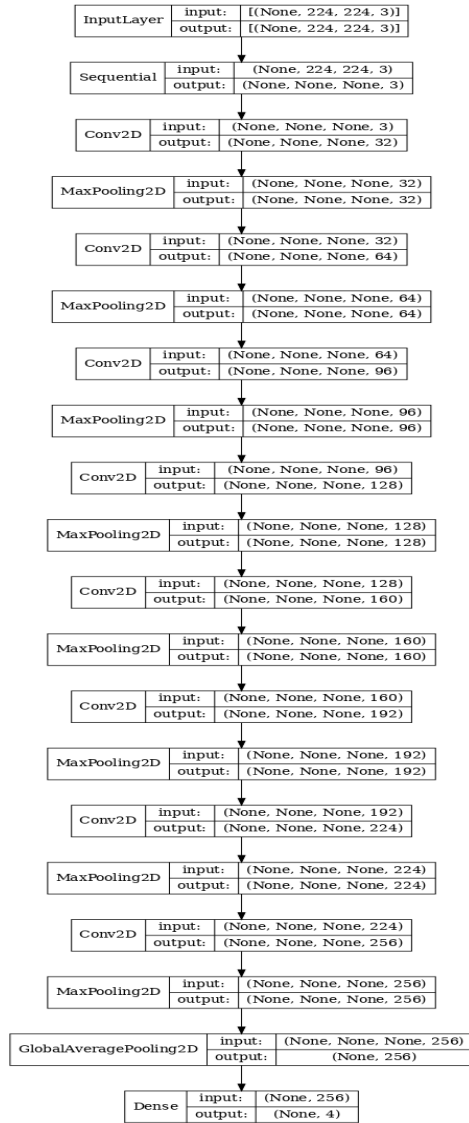 InputLayer input: [(None, 224, 224, 3)]
output: [(None, 224, 224, 3)]
Sequential input: (None, 224, 224, 3)
output: (None, None, None, 3)
Conv2D input: (None, None, None, 3)
output: (None, None, None, 32)
MaxPooling2D input: (None, None, None, 32)
output: (None, None, None, 32)
Conv2D input: (None, None, None, 32)
output: (None, None, None, 64)
MaxPooling2D input: (None, None, None, 64)
output: (None, None, None, 64)
Conv2D input: (None, None, None, 64)
output: (None, None, None, 96)
MaxPooling2D input: (None, None, None, 96)
output: (None, None, None, 96)
Conv2D input: (None, None, None, 96)
output: (None, None, None, 128)
MaxPooling2D input: (None, None, None, 128)
output: (None, None, None, 128)
Conv2D input: (None, None, None, 128)
output: (None, None, None, 160)
MaxPooling2D input: (None, None, None, 160)
output: (None, None, None, 160)
Conv2D input: (None, None, None, 160)
output: (None, None, None, 192)
MaxPooling2D input: (None, None, None, 192)
output: (None, None, None, 192)
Conv2D input: (None, None, None, 192)
output: (None, None, None, 224)
MaxPooling2D input: (None, None, None, 224)
output: (None, None, None, 224)
Conv2D input: (None, None, None, 224)
output: (None, None, None, 256)
MaxPooling2D input: (None, None, None, 256)
output: (None, None, None, 256)
GlobalAveragePooling2D input: (None, None, None, 256)
output: (None, 256)
Dense input: (None, 256)
output: (None, 4)